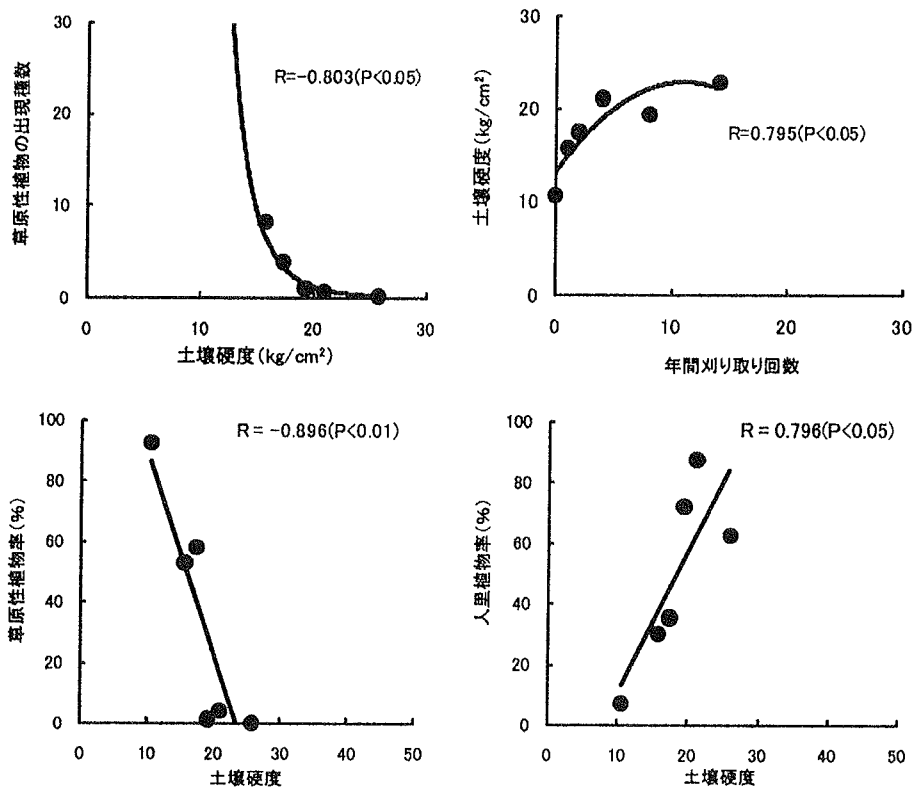 草原性植物の出現種数
30
20
10
0
R=-0.803(P<0.05)
0 10 20 30
土壌硬度(kg/cm²)
土壌硬度(kg/cm²)
30
20
10
0
R=0.795(P<0.05)
0 10 20 30
年間刈り取り回数
草原性植物率(%)
100
80
60
40
20
0
R = -0.896(P<0.01)
0 10 20 30 40 50
土壌硬度
人里植物率(%)
100
80
60
40
20
0
R = 0.796(P<0.05)
0 10 20 30 40 50
土壌硬度